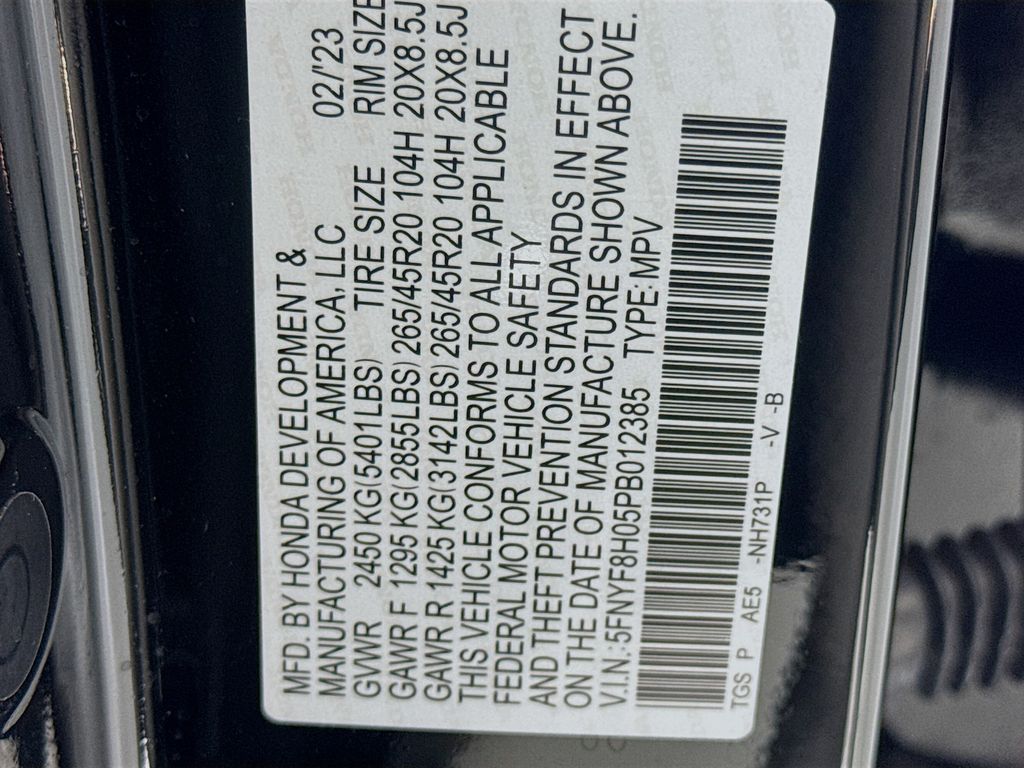 MFD. BY HONDA DEVELOPMENT &
MANUFACTURING OF AMERICA, LLC 02/'23
GVWR 2450 KG(5401LBS) TIRE SIZE RIM SIZE
GAWR F 1295 KG(2855LBS) 265/45R20 104H 20X8.5J
GAWR R 1425 KG(3142LBS) 265/45R20 104H 20X8.5J
THIS VEHICLE CONFORMS TO ALL APPLICABLE
FEDERAL MOTOR VEHICLE SAFETY
AND THEFT PREVENTION STANDARDS IN EFFECT
ON THE DATE OF MANUFACTURE SHOWN ABOVE.
V.I.N.:5FNYF8H05PB012385 TYPE:MPV
TGS P AE5 -NH731P -V -B